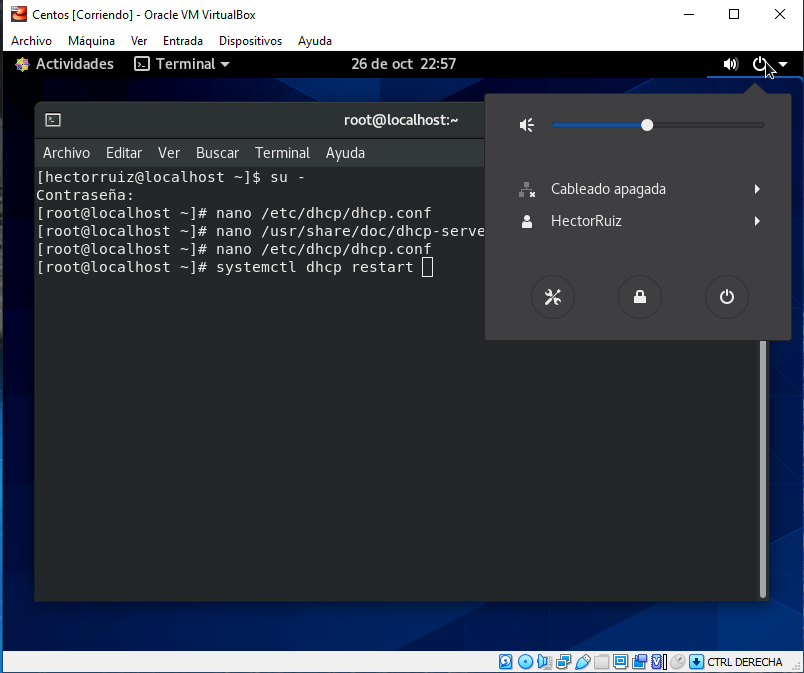 Centos [Corriendo] - Oracle VM VirtualBox
Archivo Máquina Ver Entrada Dispositivos Ayuda
Actividades Terminal 26 de oct 22:57
root@localhost:~
Archivo Editar Ver Buscar Terminal Ayuda
[hectorruiz@localhost ~]$ su -
Contraseña:
[root@localhost ~]# nano /etc/dhcp/dhcp.conf
[root@localhost ~]# nano /usr/share/doc/dhcp-serve
[root@localhost ~]# nano /etc/dhcp/dhcp.conf
[root@localhost ~]# systemctl dhcp restart
Cableado apagada
HectorRuiz
CTRL DERECHA